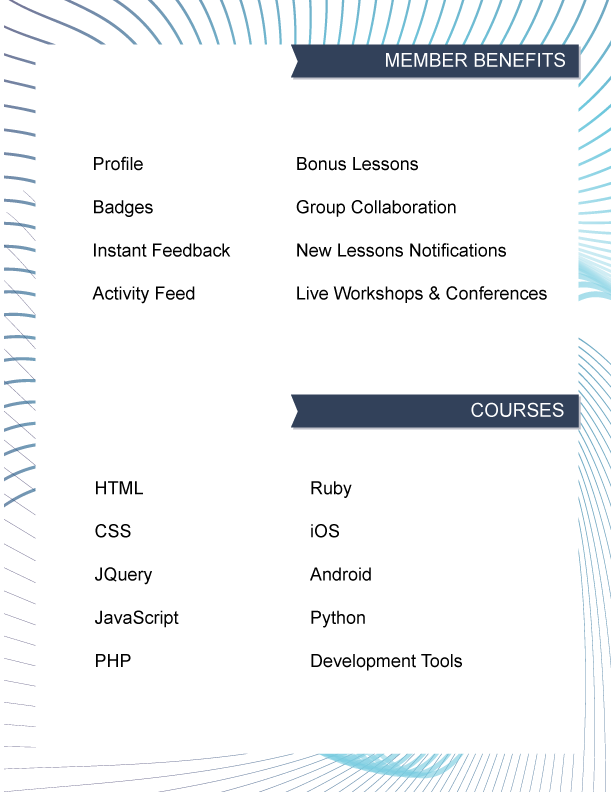 MEMBER BENEFITS
Profile
Bonus Lessons
Badges
Group Collaboration
Instant Feedback
New Lessons Notifications
Activity Feed
Live Workshops & Conferences
COURSES
HTML
Ruby
CSS
iOS
JQuery
Android
JavaScript
Python
PHP
Development Tools